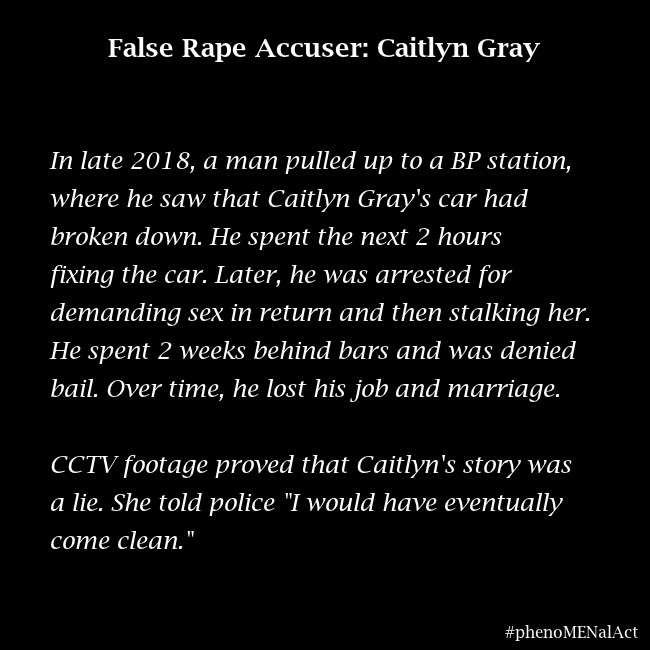 False Rape Accuser: Caitlyn Gray
In late 2018, a man pulled up to a BP station,
where he saw that Caitlyn Gray's car had
broken down. He spent the next 2 hours
fixing the car. Later, he was arrested for
demanding sex in return and then stalking her.
He spent 2 weeks behind bars and was denied
bail. Over time, he lost his job and marriage.
CCTV footage proved that Caitlyn's story was
a lie. She told police "I would have eventually
come clean."
#phenoMENalAct